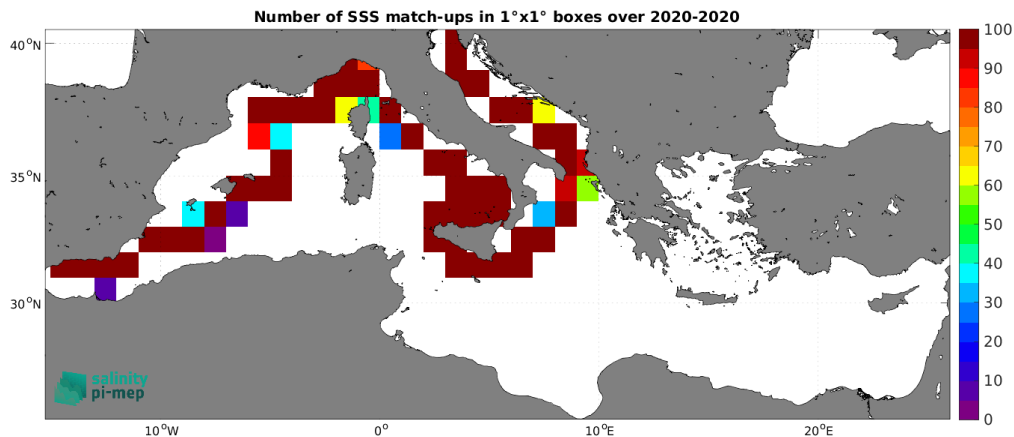 Number of SSS match-ups in 1°x1° boxes over 2020-2020
40°N
35°N
30°N
10°W
0°
10°E
20°E
100
90
80
70
60
50
40
30
20
10
0
salinity
pi-mep